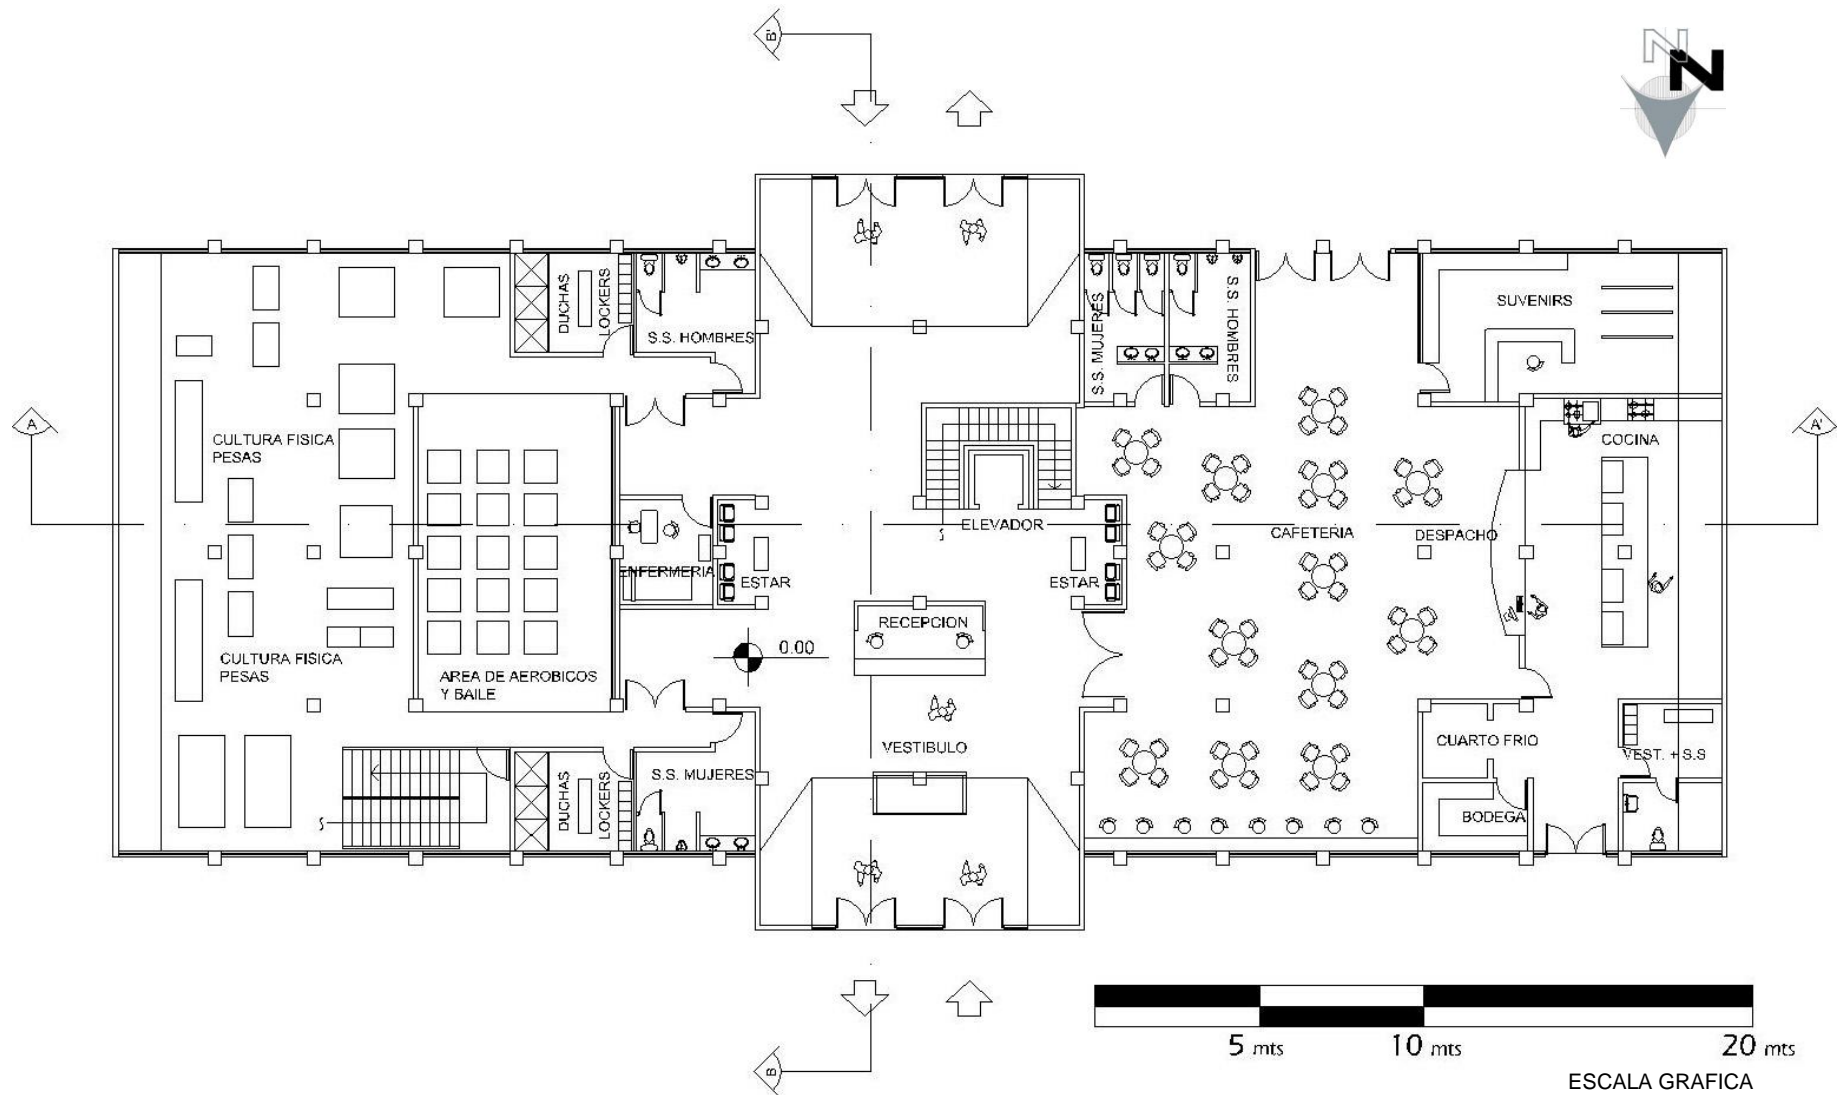 B'
N
N
SUVENIRS
DUCHAS
LOCKERS
S.S. HOMBRES
S.S. MUJERES
S.S. HOMBRES
A
A'
CULTURA FISICA
PESAS
COCINA
ELEVADOR
CAFETERIA
DESPACHO
ENFERMERIA
ESTAR
ESTAR
RECEPCION
0.00
CULTURA FISICA
PESAS
AREA DE AEROBICOS
Y BAILE
VESTIBULO
CUARTO FRIO
VEST. + S.S
S.S. MUJERES
DUCHAS
LOCKERS
BODEGA
B
5 mts
10 mts
20 mts
ESCALA GRAFICA